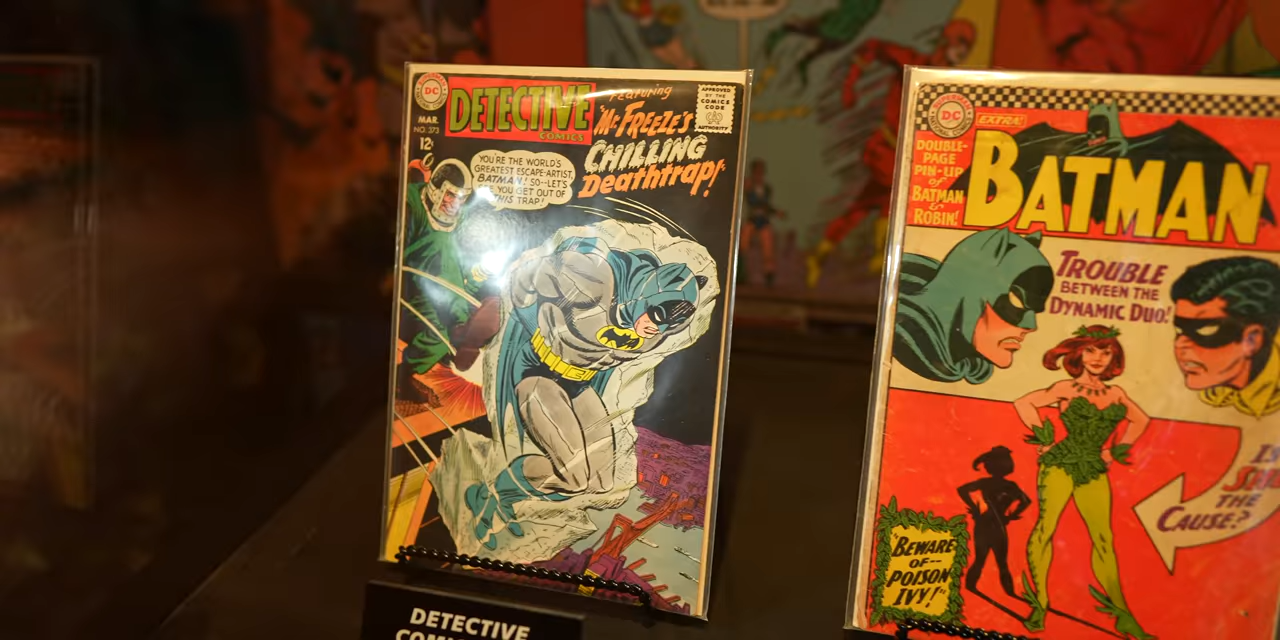 DC
MAR.
NO. 373
12¢
DETECTIVE
COMICS
Featuring
"Mr. FREEZE'S
CHILLING
Deathtrap!"
APPROVED
BY THE
COMICS
CODE
AUTHORITY
YOU'RE THE WORLD'S
GREATEST ESCAPE-ARTIST,
BATMAN! SO--LET'S
YOU GET OUT OF
THIS TRAP!
DETECTIVE
DC
EXTRA!
DOUBLE-
PAGE
PIN-UP
OF
BATMAN
&
ROBIN!
BATMAN
TROUBLE
BETWEEN THE
DYNAMIC DUO!
THE
CAUSE?
"BEWARE
OF--
POISON
IVY!"